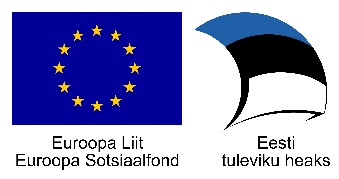 Euroopa Liit
Euroopa Sotsiaalfond
Eesti
tuleviku heaks